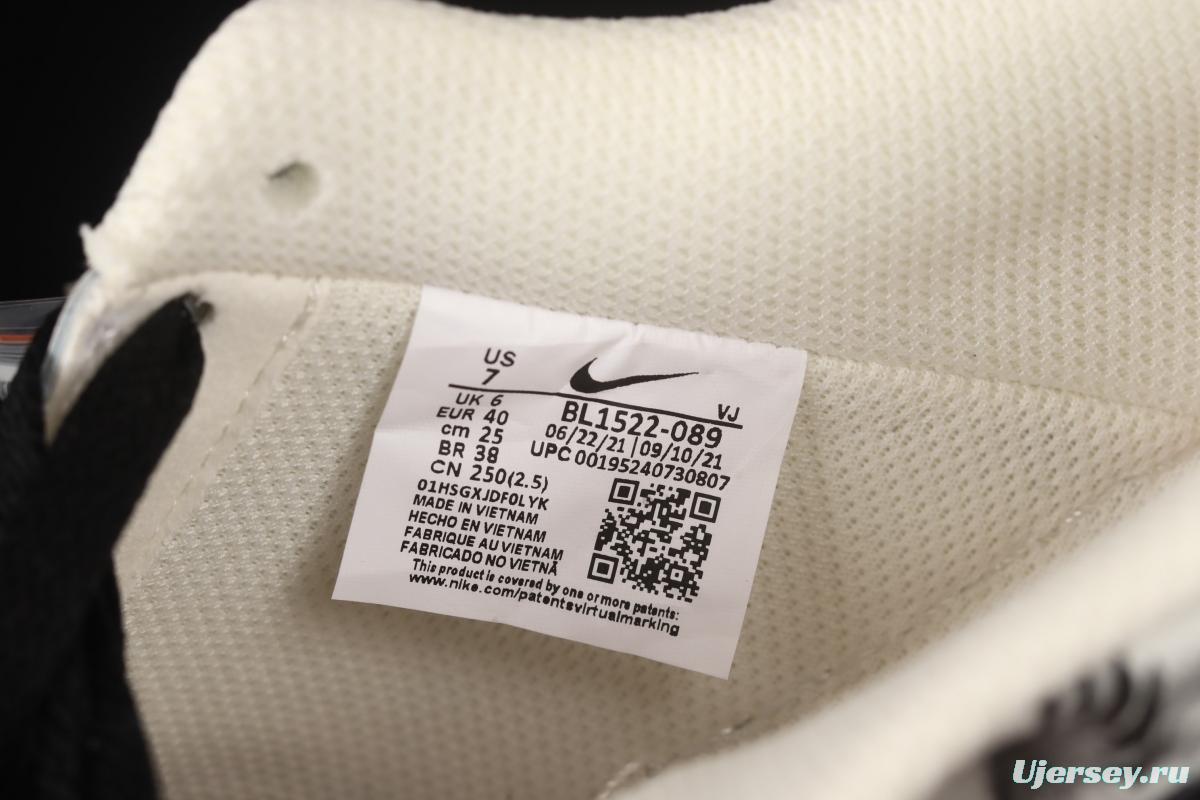 US
7
VJ
UK 6
EUR 40
cm 25
BR 38
CN 250(2.5)
BL1522-089
06/22/21 | 09/10/21
UPC 00195240730807
01HSGXJDF0LYK
MADE IN VIETNAM
HECHO EN VIETNAM
FABRIQUE AU VIETNAM
FABRICADO NO VIETNÃ
This product is covered by one or more patents:
www.nike.com/patentsvirtualmarking
Ujersey.ru